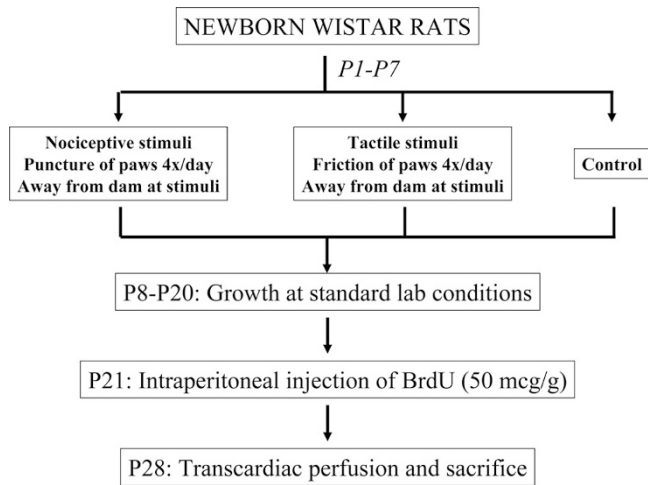 NEWBORN WISTAR RATS
P1-P7
Nociceptive stimuli
Puncture of paws 4x/day
Away from dam at stimuli
Tactile stimuli
Friction of paws 4x/day
Away from dam at stimuli
Control
P8-P20: Growth at standard lab conditions
P21: Intraperitoneal injection of BrdU (50 mcg/g)
P28: Transcardiac perfusion and sacrifice